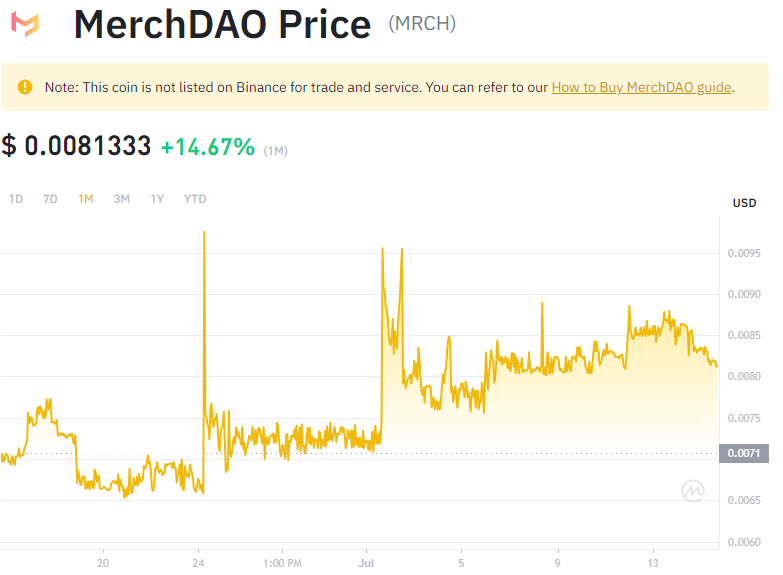 MerchDAO Price (MRCH)
Note: This coin is not listed on Binance for trade and service. You can refer to our How to Buy MerchDAO guide.
$ 0.0081333 +14.67% (1M)
1D 7D 1M 3M 1Y YTD
USD
0.0095
0.0090
0.0085
0.0080
0.0075
0.0071
0.0065
0.0060
20 24 1:00 PM Jul 5 9 13